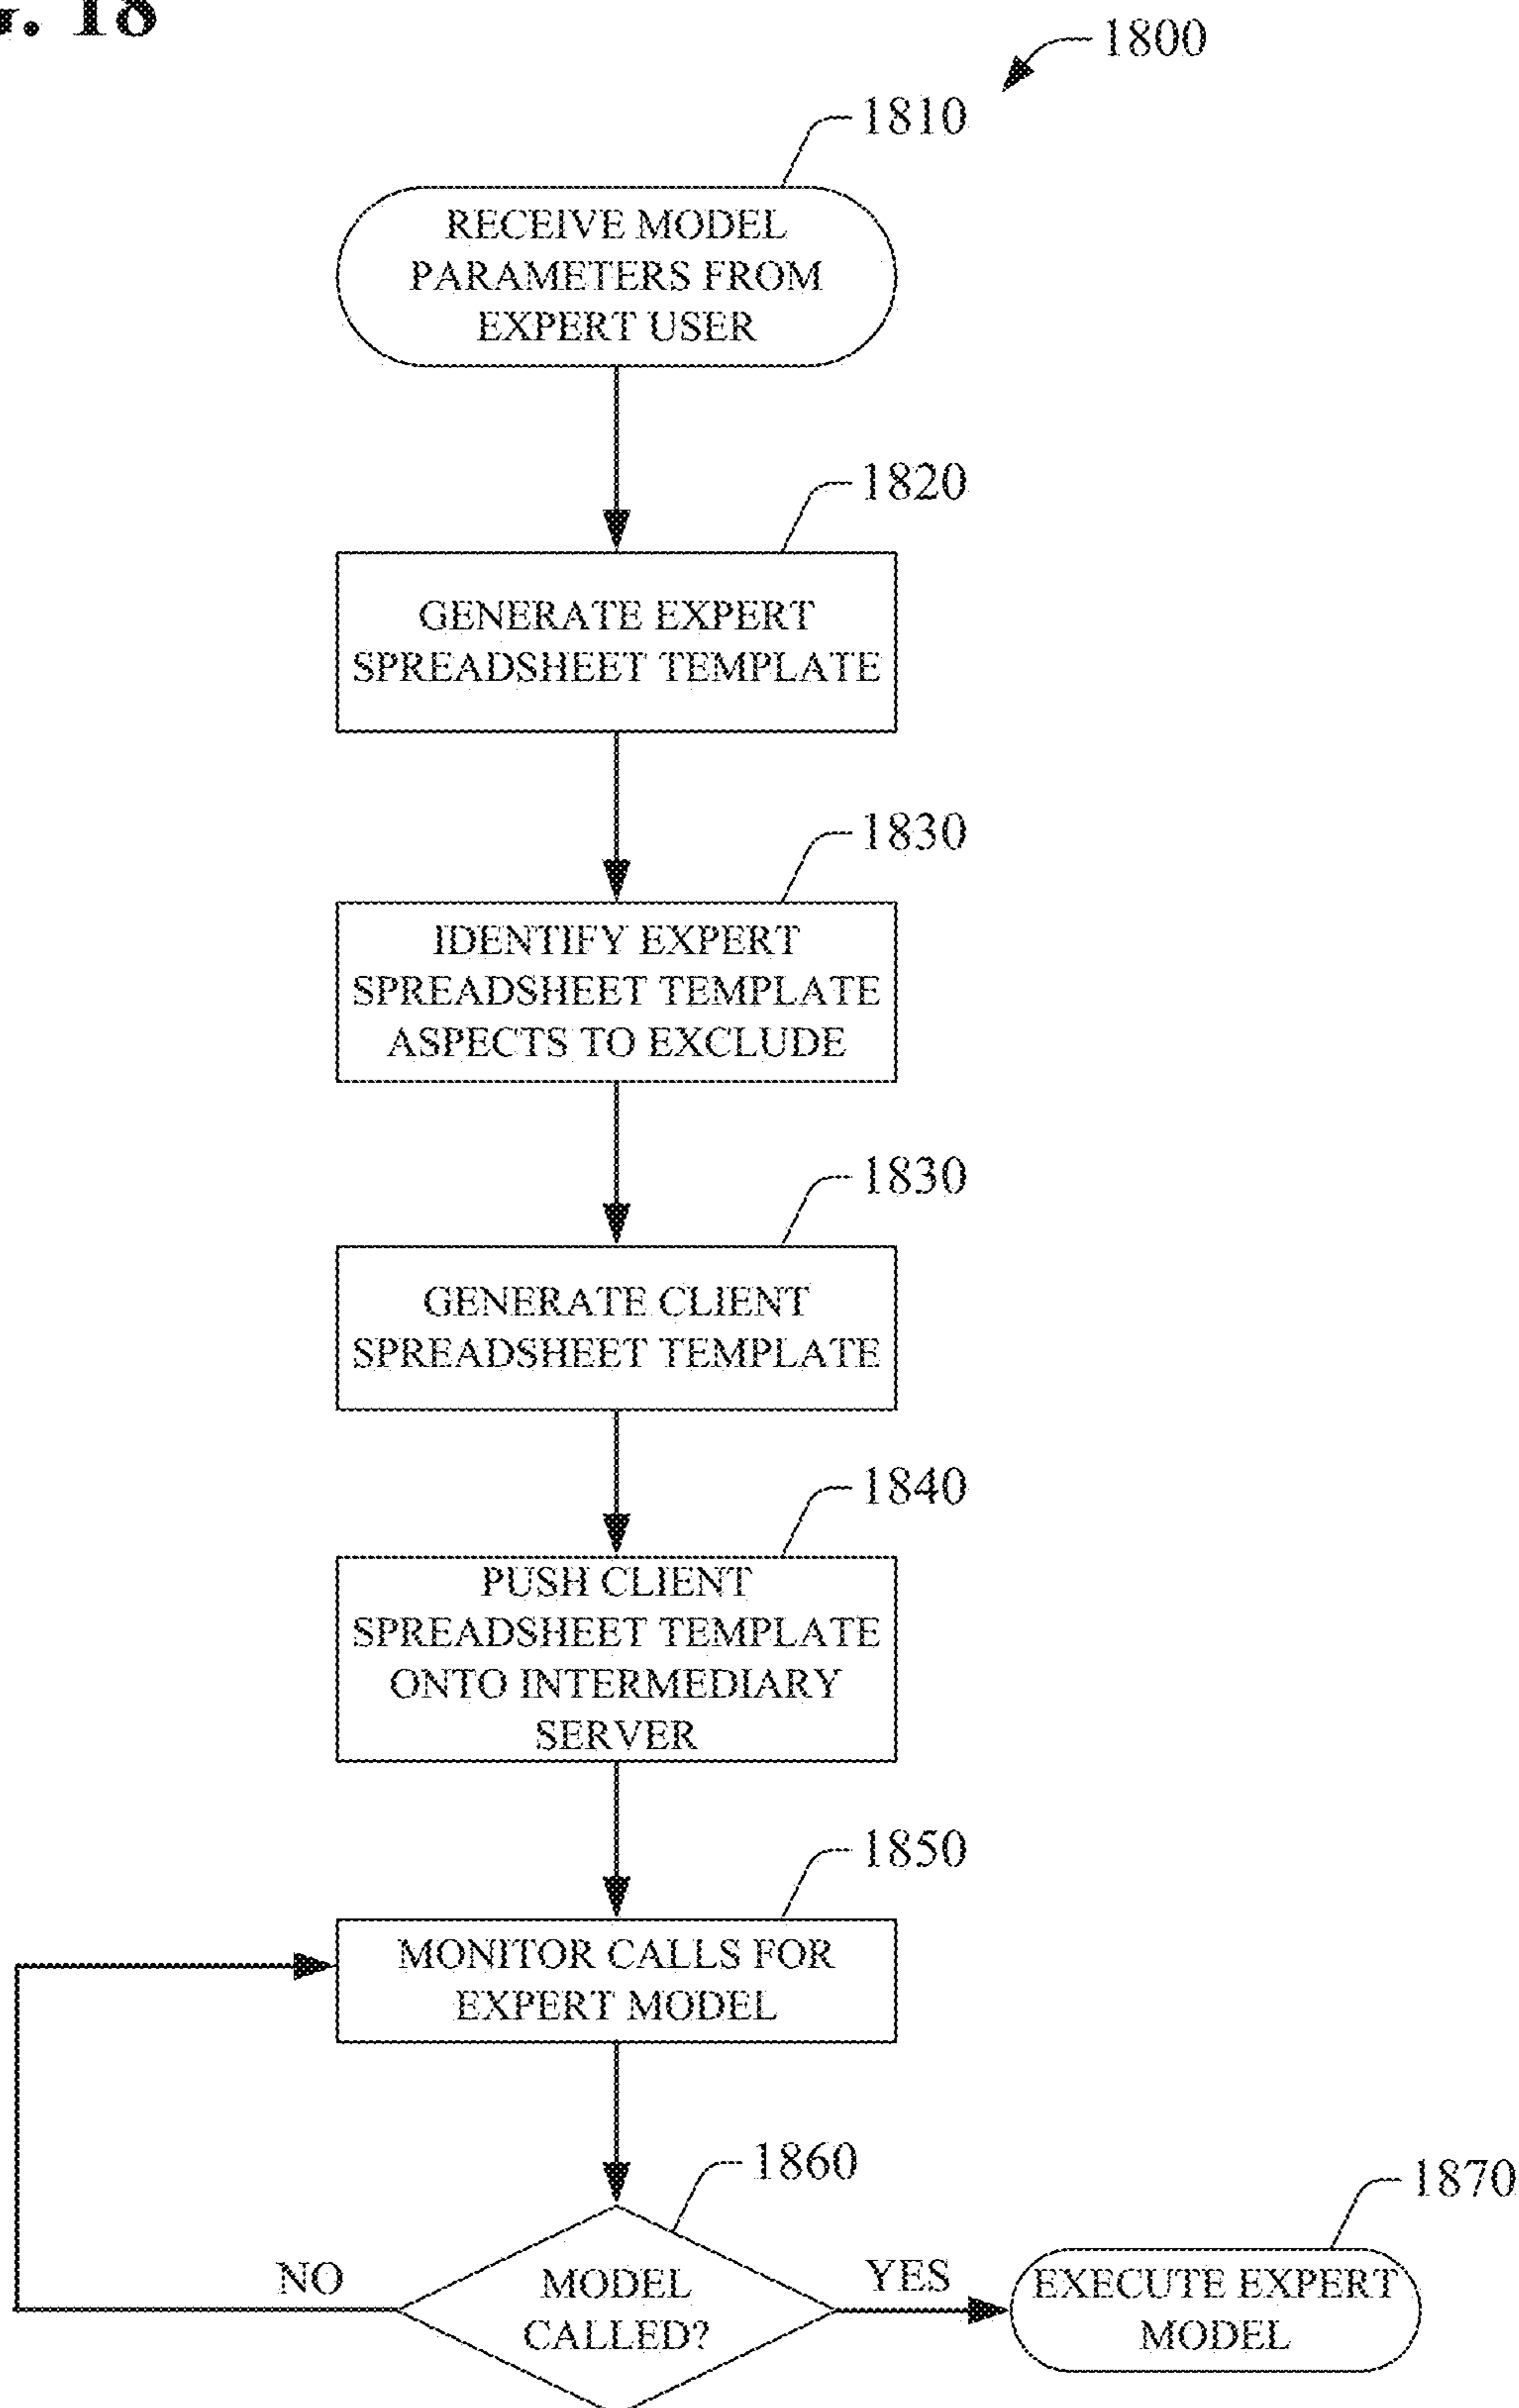 . 18
1800
1810
RECEIVE MODEL
PARAMETERS FROM
EXPERT USER
1820
GENERATE EXPERT
SPREADSHEET TEMPLATE
1830
IDENTIFY EXPERT
SPREADSHEET TEMPLATE
ASPECTS TO EXCLUDE
1830
GENERATE CLIENT
SPREADSHEET TEMPLATE
1840
PUSH CLIENT
SPREADSHEET TEMPLATE
ONTO INTERMEDIARY
SERVER
1850
MONITOR CALLS FOR
EXPERT MODEL
1860
MODEL
CALLED?
NO
YES
1870
EXECUTE EXPERT
MODEL